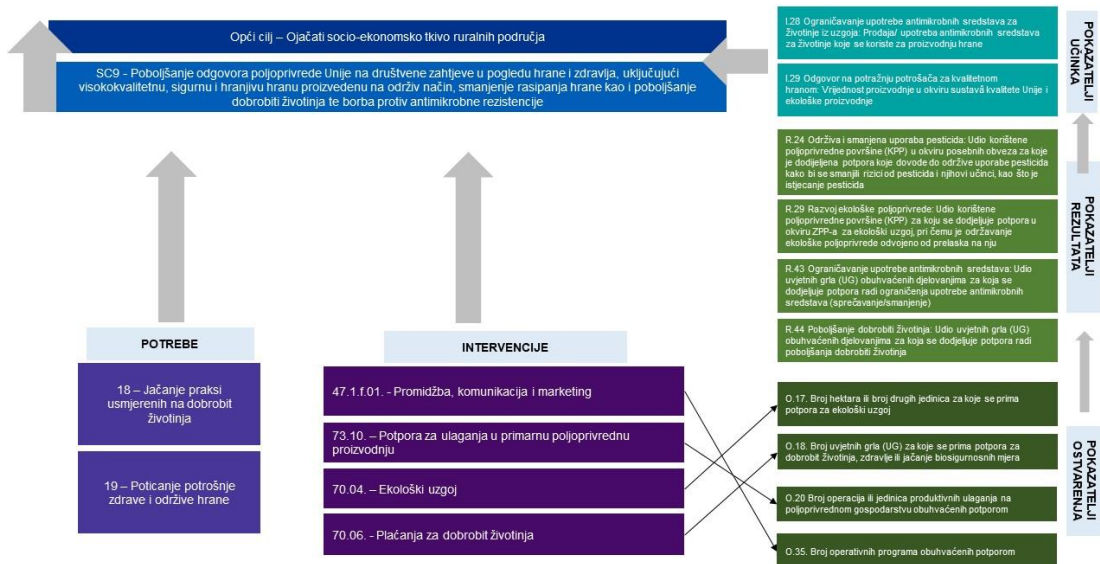 Opći cilj – Ojačati socio-ekonomsko tkivo ruralnih područja
SC9 - Poboljšanje odgovora poljoprivrede Unije na društvene zahtjeve u pogledu hrane i zdravlja, uključujući
visokokvalitetnu, sigurnu i hranjivu hranu proizvedenu na održiv način, smanjenje rasipanja hrane kao i poboljšanje
dobrobiti životinja te borba protiv antimikrobne rezistencije
POTREBE
18 – Jačanje praksi
usmjerenih na dobrobit
životinja
19 – Poticanje potrošnje
zdrave i održive hrane
INTERVENCIJE
47.1.f.01. – Promidžba, komunikacija i marketing
73.10. – Potpora za ulaganja u primarnu poljoprivrednu
proizvodnju
70.04. – Ekološki uzgoj
70.06. - Plaćanja za dobrobit životinja
I.28 Ograničavanje upotrebe antimikrobnih sredstava za
životinje iz uzgoja: Prodaja/ upotreba antimikrobnih sredstava
za životinje koje se koriste za proizvodnju hrane
I.29 Odgovor na potražnju potrošača za kvalitetnom
hranom: Vrijednost proizvodnje u okviru sustavâ kvalitete Unije i
ekološke proizvodnje
POKAZATELJI
UČINKA
R.24 Održiva i smanjena uporaba pesticida: Udio korištene
poljoprivredne površine (KPP) u okviru posebnih obveza za koje
je dodijeljena potpora koje dovode do održive uporabe pesticida
kako bi se smanjili rizici od pesticida i njihovi učinci, kao što je
istjecanje pesticida
R.29 Razvoj ekološke poljoprivrede: Udio korištene
poljoprivredne površine (KPP) za koju se dodjeljuje potpora u
okviru ZPP-a za ekološki uzgoj, pri čemu je održavanje
ekološke poljoprivrede odvojeno od prelaska na nju
R.43 Ograničavanje upotrebe antimikrobnih sredstava: Udio
uvjetnih grla (UG) obuhvaćenih djelovanjima za koja se
dodjeljuje potpora radi ograničenja upotrebe antimikrobnih
sredstava (sprečavanje/smanjenje)
R.44 Poboljšanje dobrobiti životinja: Udio uvjetnih grla (UG)
obuhvaćenih djelovanjima za koja se dodjeljuje potpora radi
poboljšanja dobrobiti životinja
POKAZATELJI
REZULTATA
O.17. Broj hektara ili broj drugih jedinica za koje se prima
potpora za ekološki uzgoj
O.18. Broj uvjetnih grla (UG) za koje se prima potpora za
dobrobit životinja, zdravlje ili jačanje biosigurnosnih mjera
O.20 Broj operacija ili jedinica produktivnih ulaganja na
poljoprivrednom gospodarstvu obuhvaćenih potporom
O.35. Broj operativnih programa obuhvaćenih potporom
POKAZATELJI
OSTVARENJA